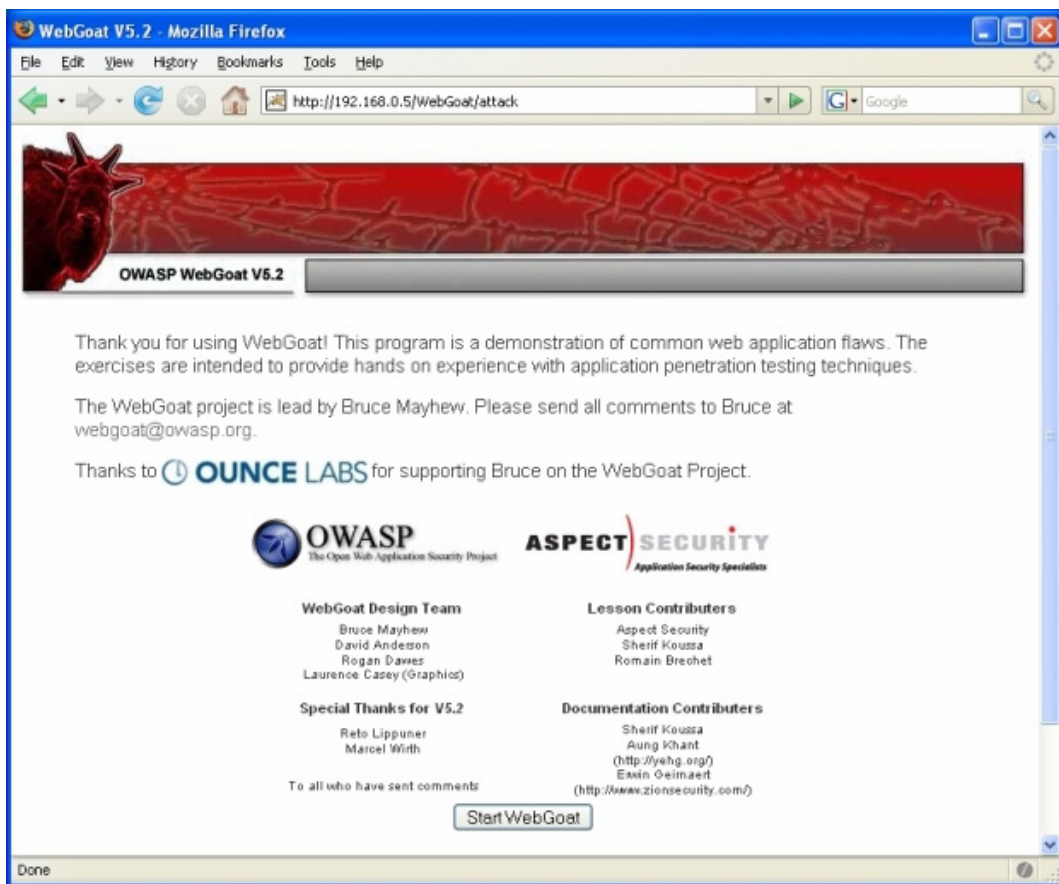 WebGoat V5.2 - Mozilla Firefox
File Edit View History Bookmarks Tools Help
http://192.168.0.5/WebGoat/attack
G Google
OWASP WebGoat V5.2
Thank you for using WebGoat! This program is a demonstration of common web application flaws. The
exercises are intended to provide hands on experience with application penetration testing techniques.
The WebGoat project is lead by Bruce Mayhew. Please send all comments to Bruce at
webgoat@owasp.org.
Thanks to OUNCE LABS for supporting Bruce on the WebGoat Project.
OWASP
The Open Web Application Security Project
ASPECT SECURITY
Application Security Specialists
WebGoat Design Team
Bruce Mayhew
David Anderson
Rogan Dawes
Laurence Casey (Graphics)
Lesson Contributers
Aspect Security
Sherif Koussa
Romain Brechet
Special Thanks for V5.2
Reto Lippuner
Marcel Wirth
To all who have sent comments
Documentation Contributers
Sherif Koussa
Aung Khant
(http://yehg.org/)
Erwin Geirnaert
(http://www.zionsecurity.com/)
Start WebGoat
Done